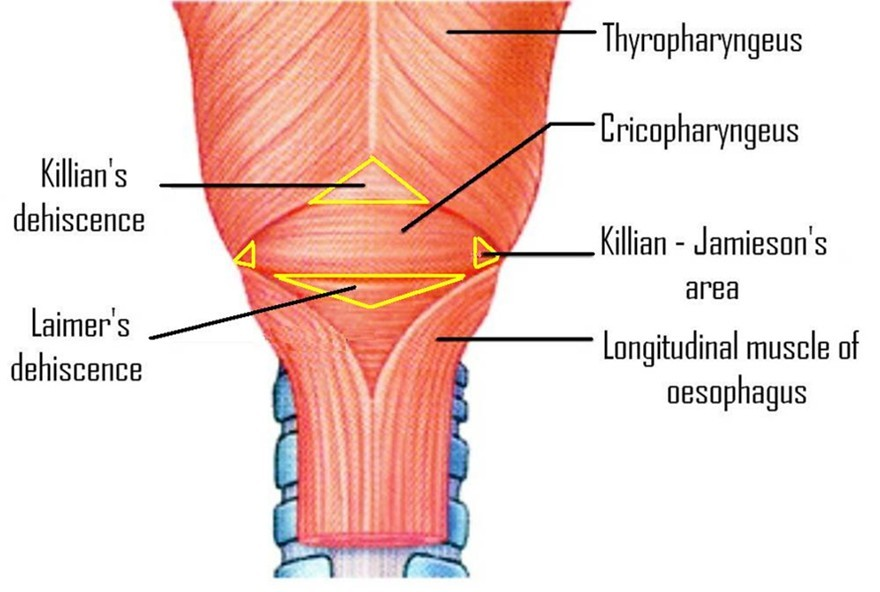 Thyropharyngeus
Cricopharyngeus
Killian's
dehiscence
Killian - Jamieson's
area
Laimer's
dehiscence
Longitudinal muscle of
oesophagus